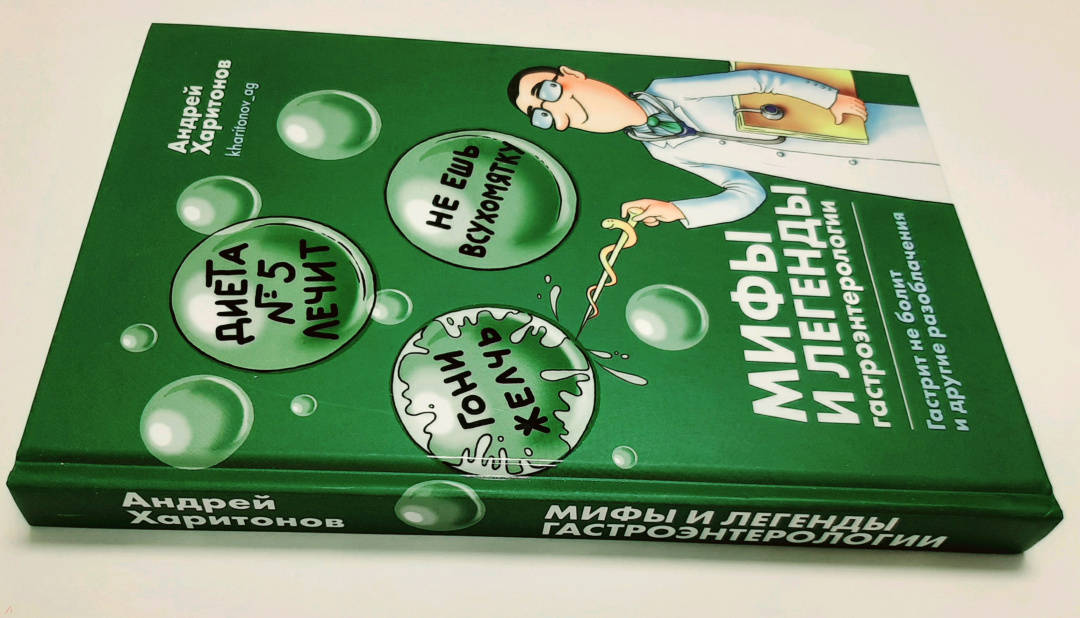 Андрей
Харитонов
kharitonov_ag
НЕ ЕШЬ
ВСУХОМЯТКУ
ДИЕТА
№5
ЛЕЧИТ
ГОНИ
ЖЕЛЧЬ
МИФЫ
И ЛЕГЕНДЫ
гастроэнтерологии
Гастрит не болит
и другие разоблачения
Андрей
Харитонов
МИФЫ И ЛЕГЕНДЫ
ГАСТРОЭНТЕРОЛОГИИ